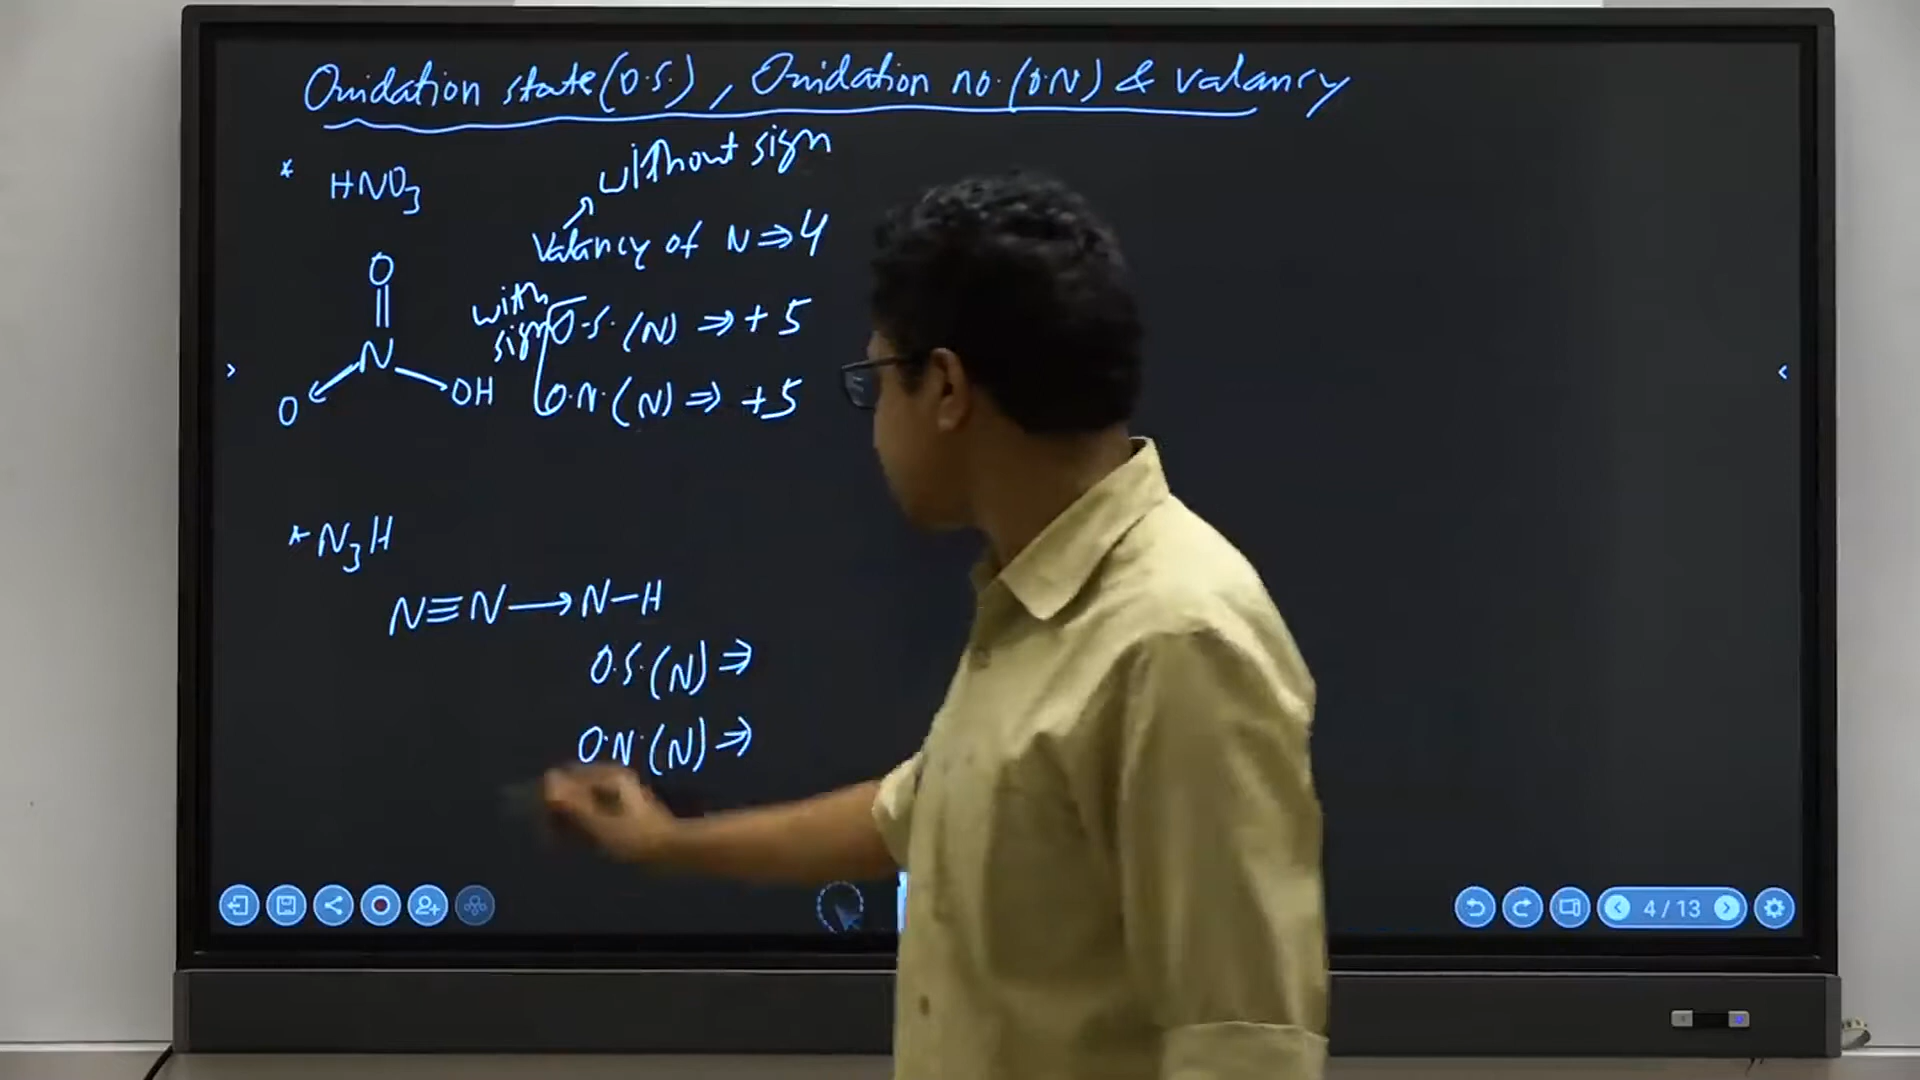 Oxidation state (O.S.), Oxidation no. (O.N) & Valancy
without sign
* HNO3
Valancy of N ⇒ 4
O
with sign
O.S. (N) ⇒ +5
N
O
OH
O.N. (N) ⇒ +5
* N3H
N≡N→N-H
O.S. (N) ⇒
O.N. (N) ⇒
4 / 13